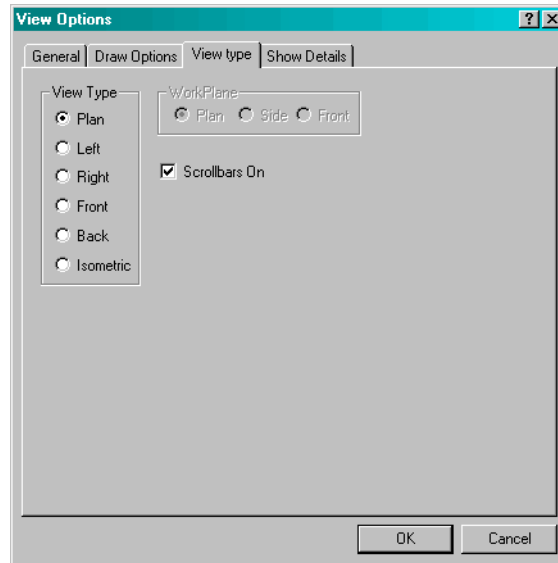 View Options
General Draw Options View type Show Details
View Type
Plan
Left
Right
Front
Back
Isometric
WorkPlane
Plan Side Front
Scrollbars On
OK Cancel